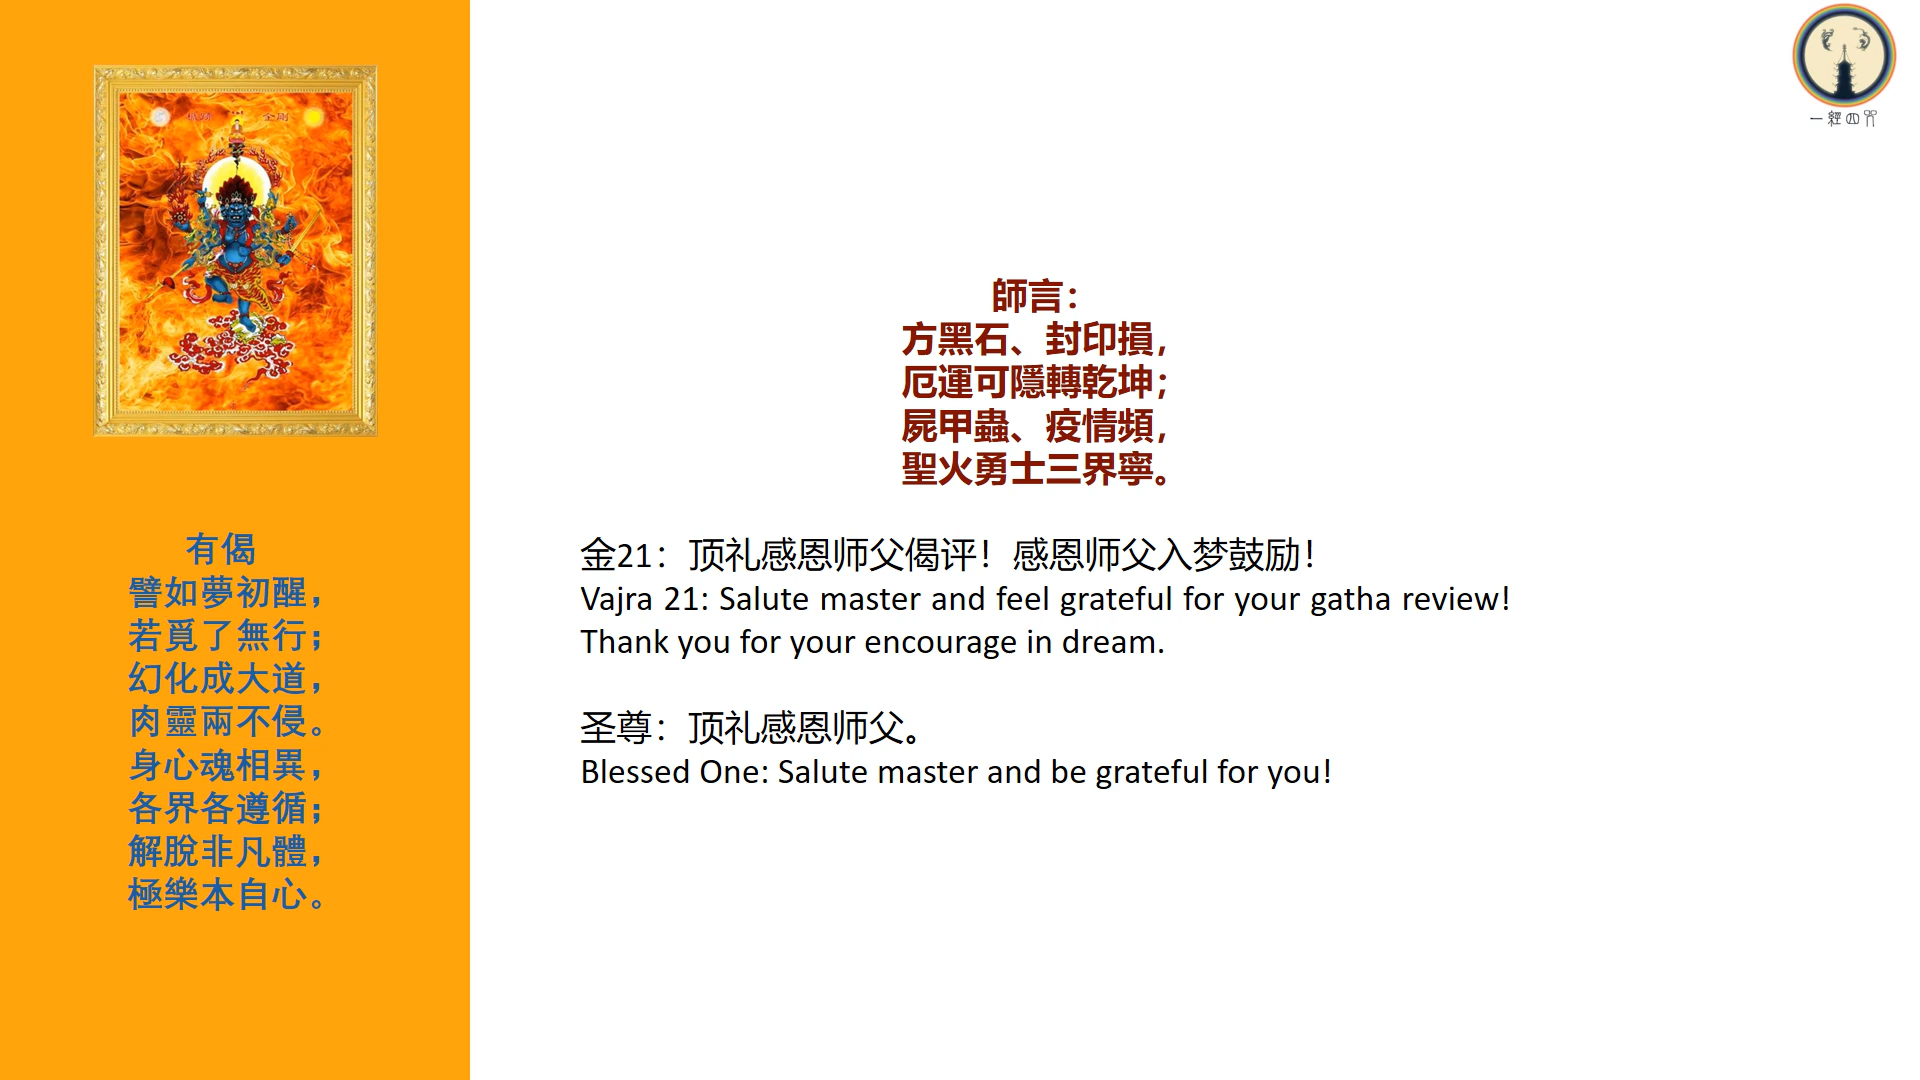 金剛
有偈
譬如夢初醒，
若覓了無行；
幻化成大道，
肉靈兩不侵。
身心魂相異，
各界各遵循；
解脫非凡體，
極樂本自心。
師言：
方黑石、封印損，
厄運可隱轉乾坤；
屍甲蟲、疫情頻，
聖火勇士三界寧。
金21：顶礼感恩师父偈评！感恩师父入梦鼓励！
Vajra 21: Salute master and feel grateful for your gatha review!
Thank you for your encourage in dream.
圣尊：顶礼感恩师父。
Blessed One: Salute master and be grateful for you!
一經四咒